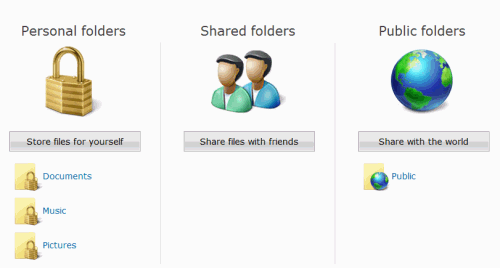 Personal folders
Shared folders
Public folders
Store files for yourself
Share files with friends
Share with the world
Documents
Public
Music
Pictures